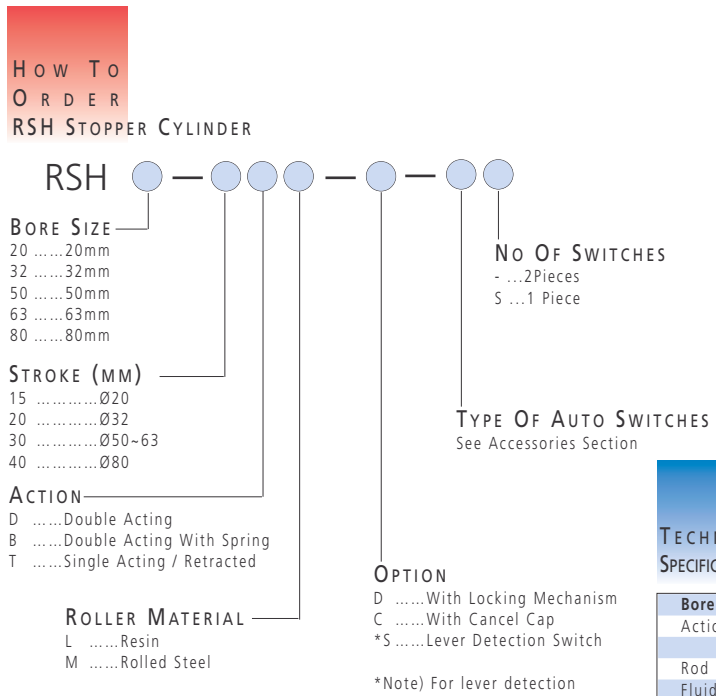 HOW TO
ORDER
RSH STOPPER CYLINDER
RSH — — —
BORE SIZE
20 ......20mm
32 ......32mm
50 ......50mm
63 ......63mm
80 ......80mm
STROKE (MM)
15 ............Ø20
20 ............Ø32
30 ............Ø50~63
40 ............Ø80
ACTION
D ......Double Acting
B ......Double Acting With Spring
T ......Single Acting / Retracted
ROLLER MATERIAL
L ......Resin
M ......Rolled Steel
OPTION
D ......With Locking Mechanism
C ......With Cancel Cap
*S ......Lever Detection Switch
*Note) For lever detection
NO OF SWITCHES
- ...2Pieces
S ...1 Piece
TYPE OF AUTO SWITCHES
See Accessories Section
Bore
Rod